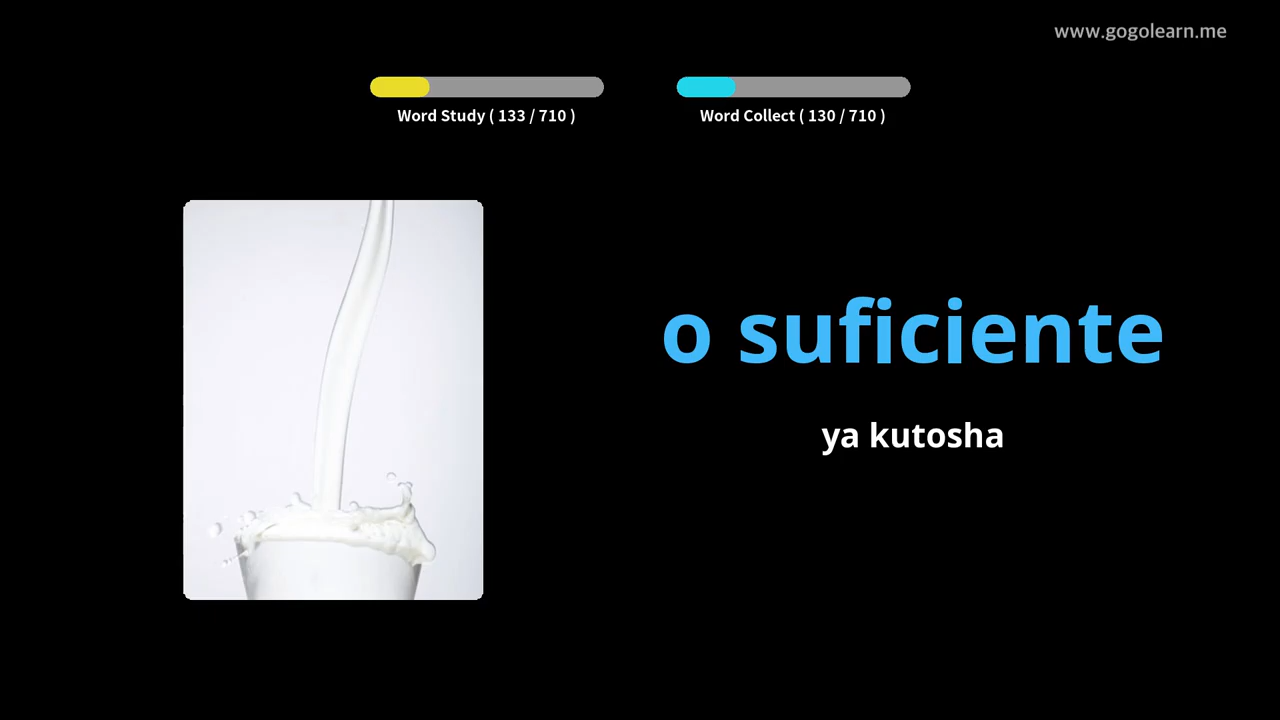 www.gogolearn.me
Word Study ( 133 / 710 )
Word Collect ( 130 / 710 )
o suficiente
ya kutosha